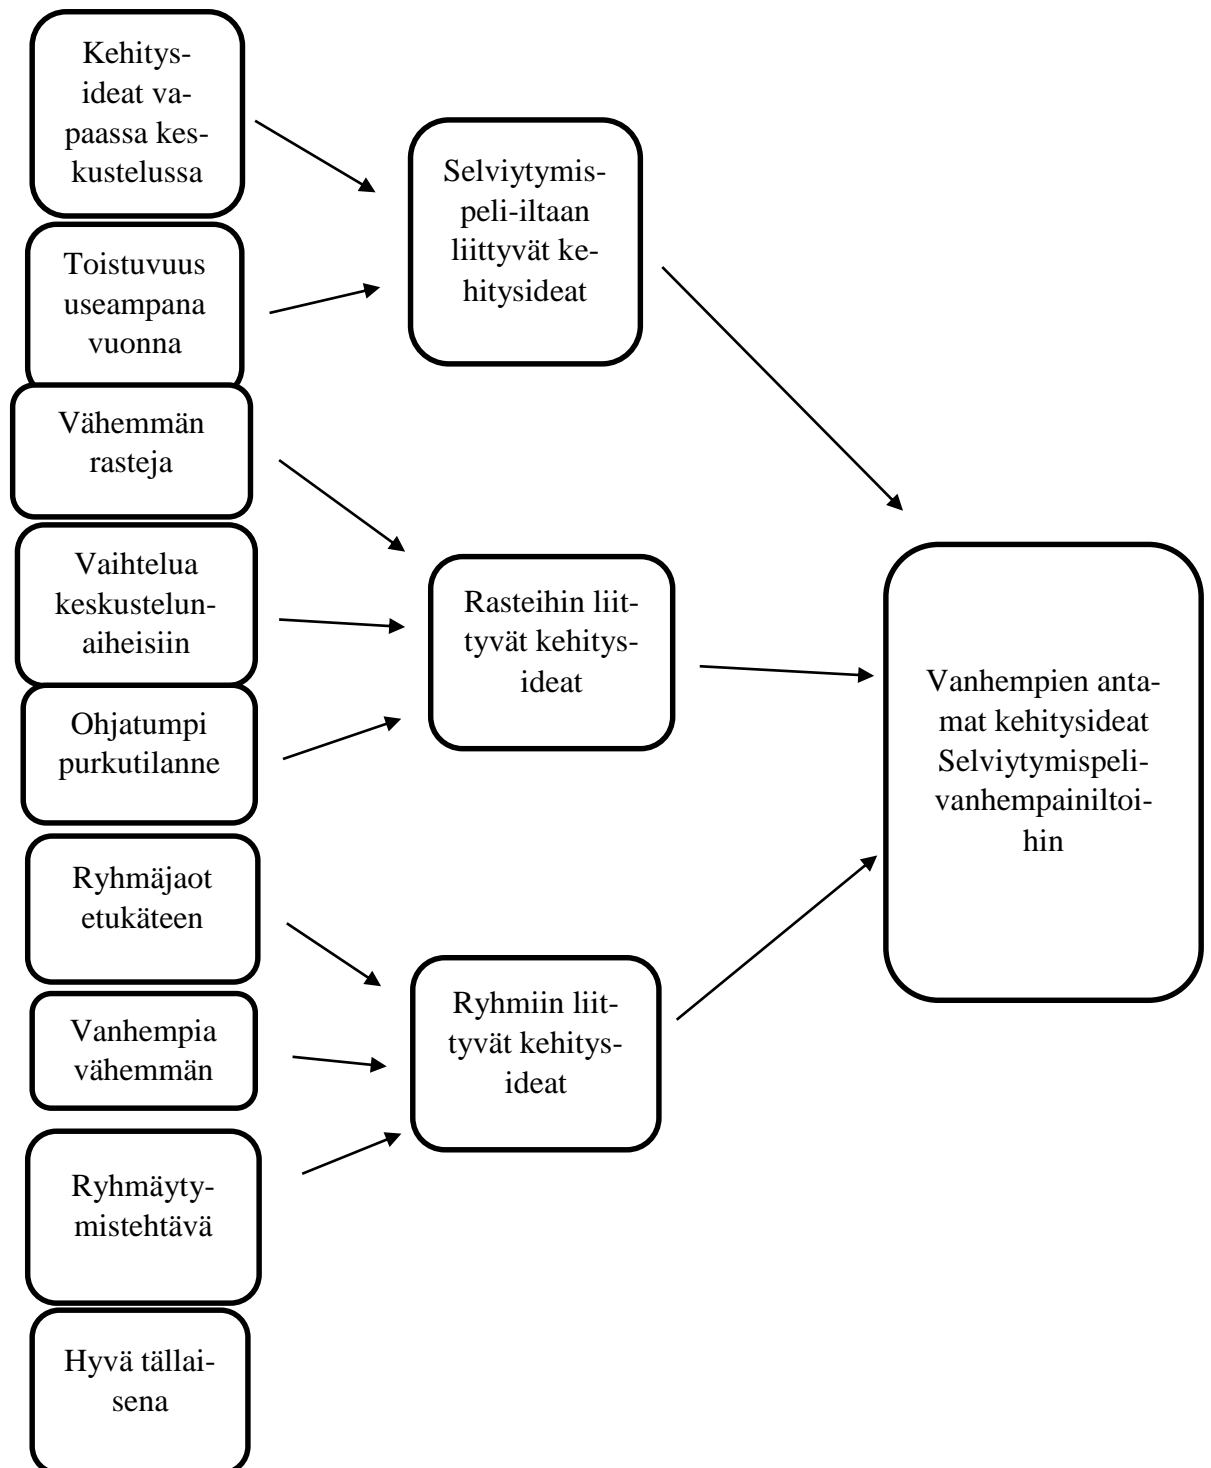 Kehitys-
ideat va-
paassa kes-
kustelussa
Toistuvuus
useampana
vuonna
Vähemmän
rasteja
Vaihtelua
keskustelun-
aiheisiin
Ohjatumpi
purkutilanne
Ryhmäjaot
etukäteen
Vanhempia
vähemmän
Ryhmäyty-
mistehtävä
Hyvä tällai-
sena
Selviytymis-
peli-iltaan
liittyvät ke-
hitysideat
Rasteihin liit-
tyvät kehitys-
ideat
Ryhmiin liit-
tyvät kehitys-
ideat
Vanhempien anta-
mat kehitysideat
Selviytymispeli-
vanhempainiltoi-
hin